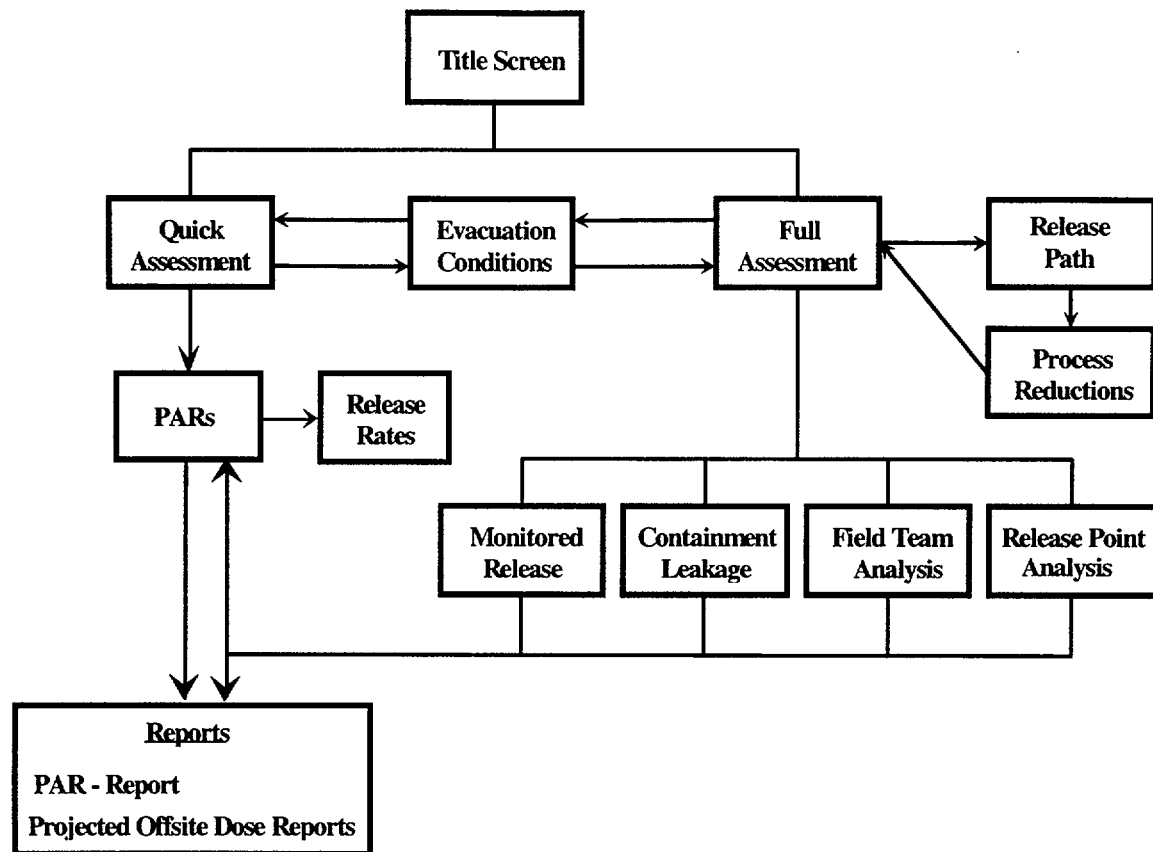 Title Screen
Quick
Assessment
Evacuation
Conditions
Full
Assessment
Release
Path
Process
Reductions
PARs
Release
Rates
Monitored
Release
Containment
Leakage
Field Team
Analysis
Release Point
Analysis
Reports
PAR - Report
Projected Offsite Dose Reports